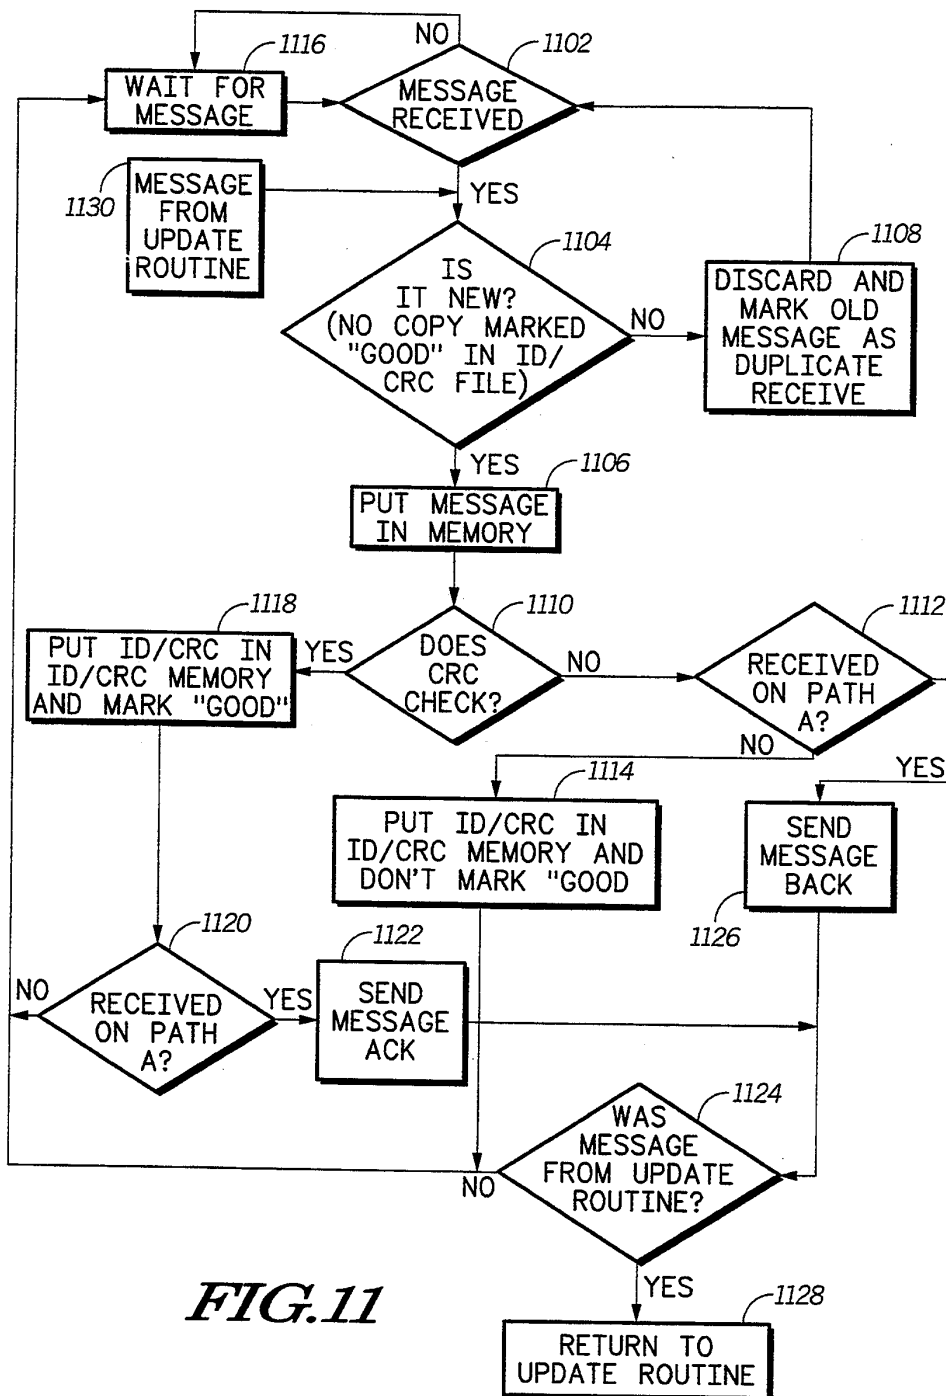 NO
1116
1102
WAIT FOR
MESSAGE
MESSAGE
RECEIVED
YES
1130
MESSAGE
FROM
UPDATE
ROUTINE
1104
IS
IT NEW?
(NO COPY MARKED
"GOOD" IN ID/
CRC FILE)
NO
1108
DISCARD AND
MARK OLD
MESSAGE AS
DUPLICATE
RECEIVE
YES
1106
PUT MESSAGE
IN MEMORY
1118
PUT ID/CRC IN
ID/CRC MEMORY
AND MARK "GOOD"
YES
1110
DOES
CRC
CHECK?
NO
1112
RECEIVED
ON PATH
A?
NO
YES
1114
PUT ID/CRC IN
ID/CRC MEMORY AND
DON'T MARK "GOOD
SEND
MESSAGE
BACK
1126
1120
NO
RECEIVED
ON PATH
A?
YES
1122
SEND
MESSAGE
ACK
1124
WAS
MESSAGE
FROM UPDATE
ROUTINE?
NO
YES
1128
RETURN TO
UPDATE ROUTINE
FIG.11